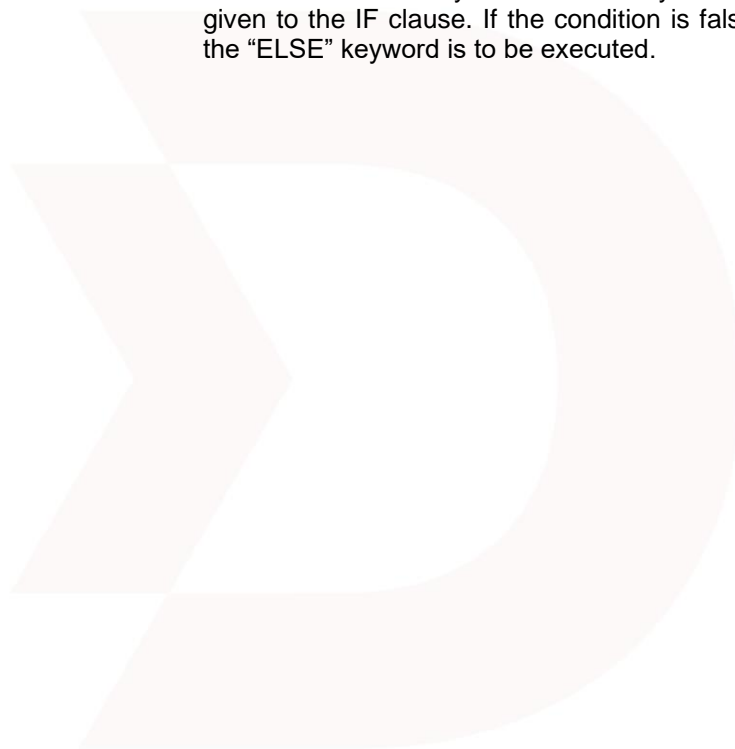 given to the IF clause. If the condition is fals
the “ELSE” keyword is to be executed.